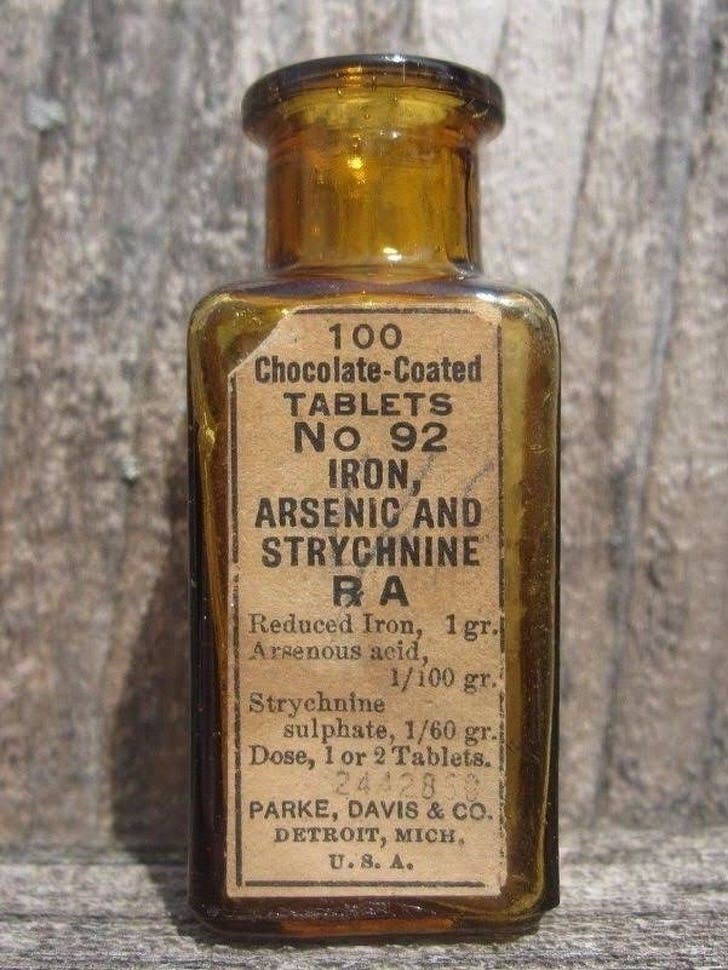 100
Chocolate-Coated
TABLETS
No 92
IRON,
ARSENIC AND
STRYCHNINE
℞ A
Reduced Iron, 1 gr.
Arsenous acid,
1/100 gr.
Strychnine
sulphate, 1/60 gr.
Dose, 1 or 2 Tablets.
PARKE, DAVIS & CO.
DETROIT, MICH.
U. S. A.